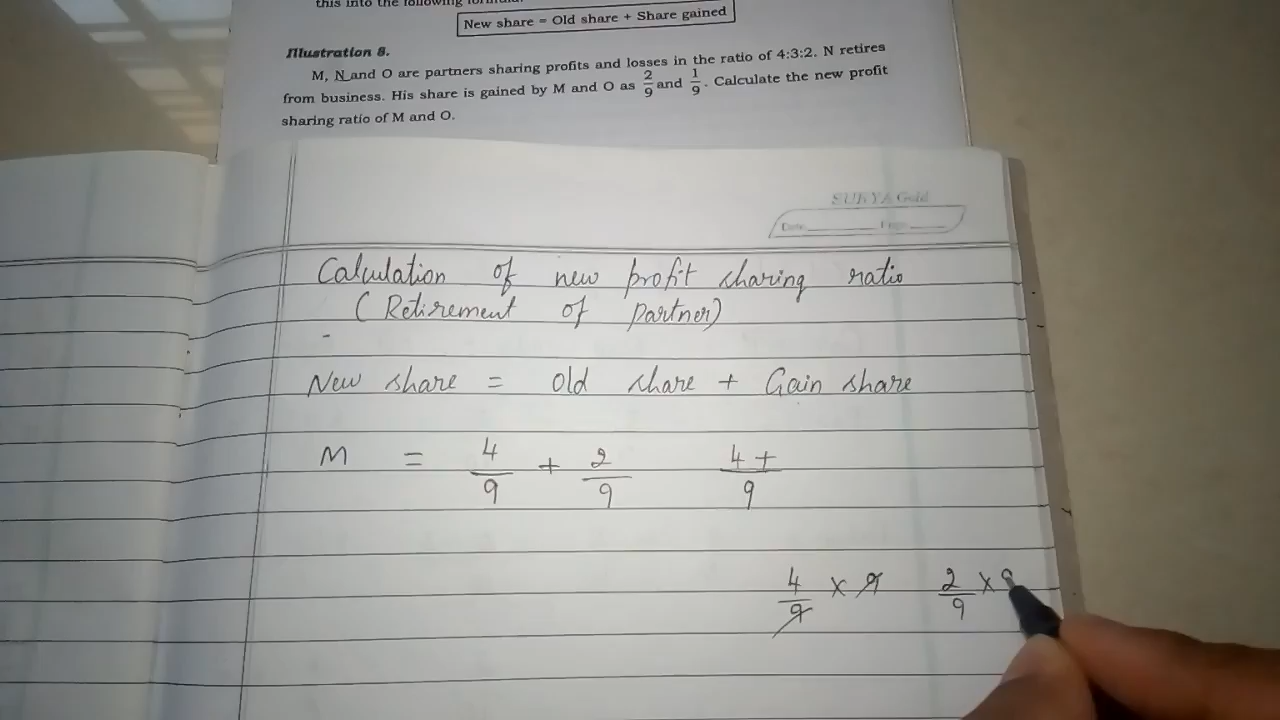 this into the following formula.
New share = Old share + Share gained
Illustration 8.
M, N and O are partners sharing profits and losses in the ratio of 4:3:2. N retires
from business. His share is gained by M and O as 2/9 and 1/9. Calculate the new profit
sharing ratio of M and O.
SURYA Gold
Date Page
Calculation of new profit sharing ratio
(Retirement of partner)
-
New share = Old share + Gain share
M = 4/9 + 2/9 4+/9
4/9 × 9 2/9 × 9